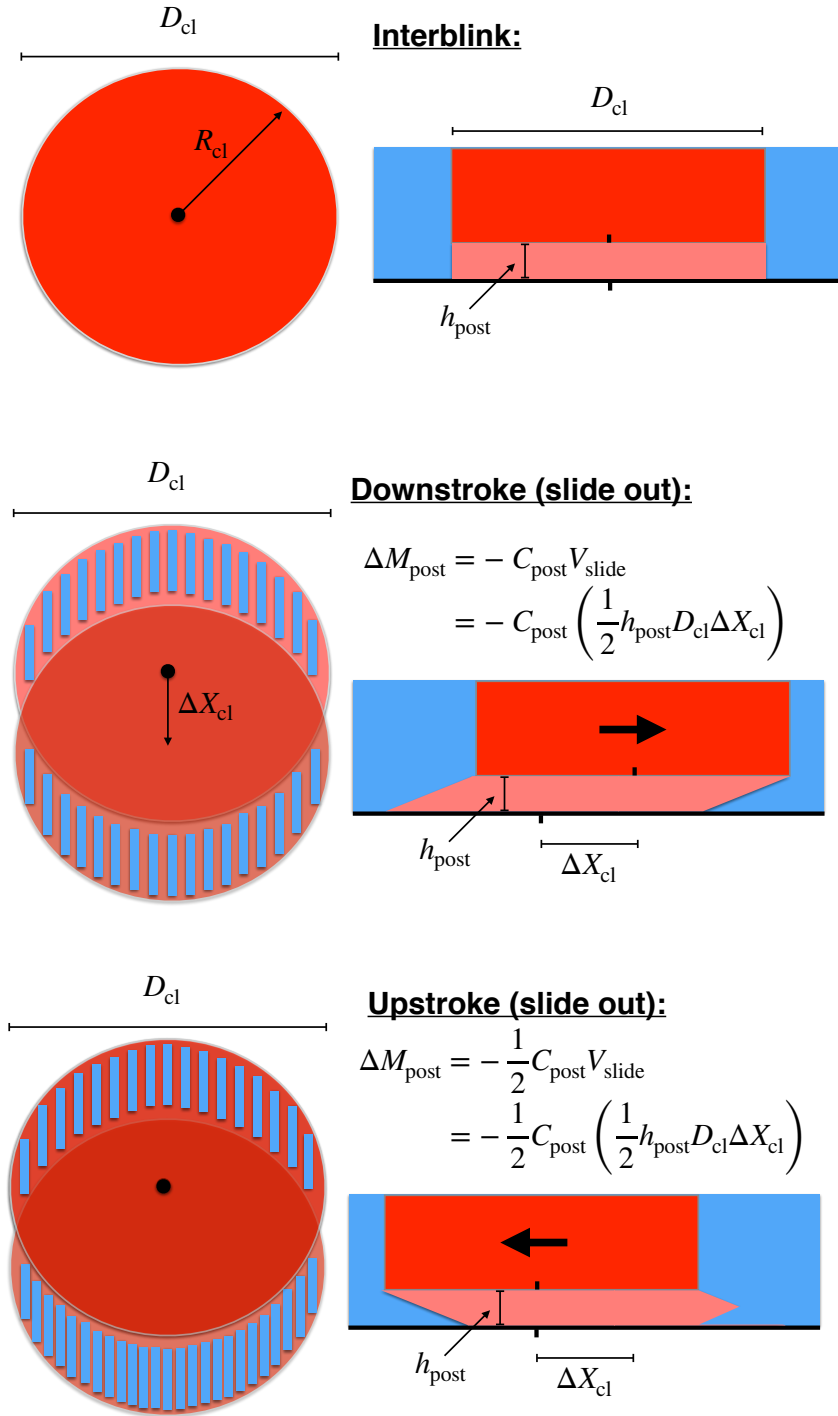 D_cl
Interblink:
D_cl
R_cl
h_post
D_cl
Downstroke (slide out):
ΔM_post = − C_post V_slide
= − C_post (1/2 h_post D_cl ΔX_cl)
ΔX_cl
h_post
ΔX_cl
D_cl
Upstroke (slide out):
ΔM_post = − 1/2 C_post V_slide
= − 1/2 C_post (1/2 h_post D_cl ΔX_cl)
h_post
ΔX_cl